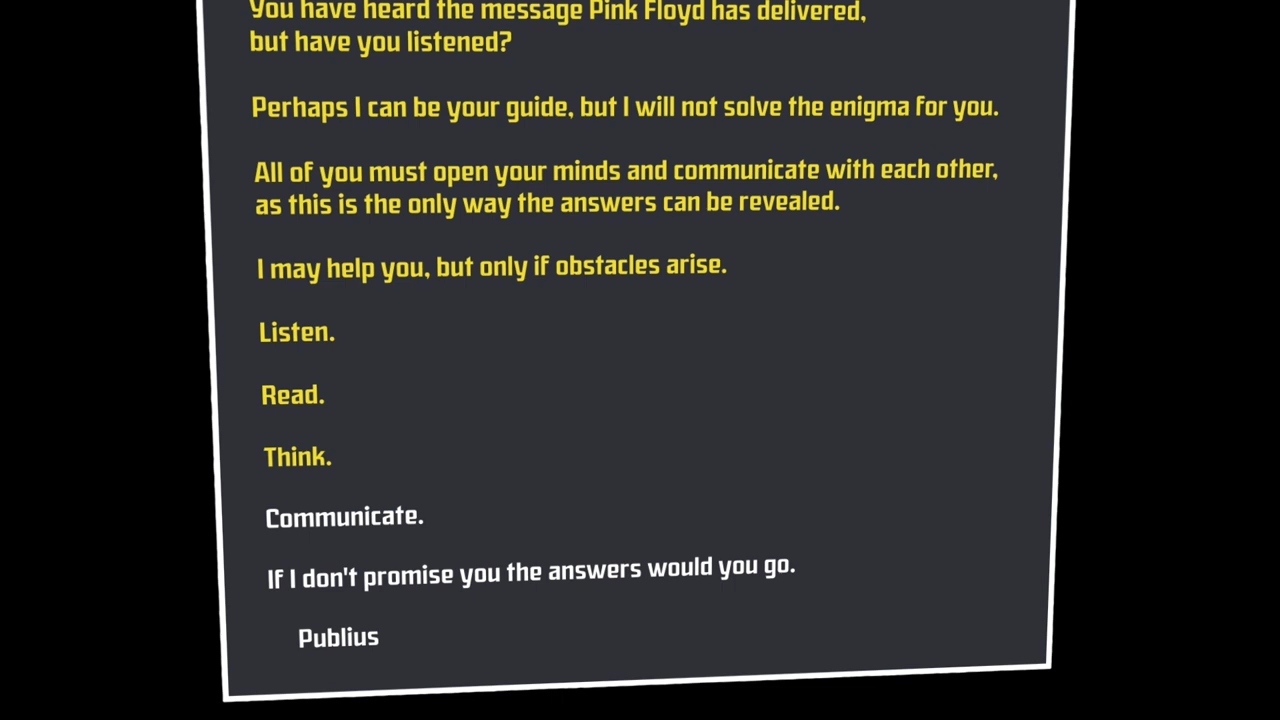 You have heard the message Pink Floyd has delivered,
but have you listened?
Perhaps I can be your guide, but I will not solve the enigma for you.
All of you must open your minds and communicate with each other,
as this is the only way the answers can be revealed.
I may help you, but only if obstacles arise.
Listen.
Read.
Think.
Communicate.
If I don't promise you the answers would you go.
Publius